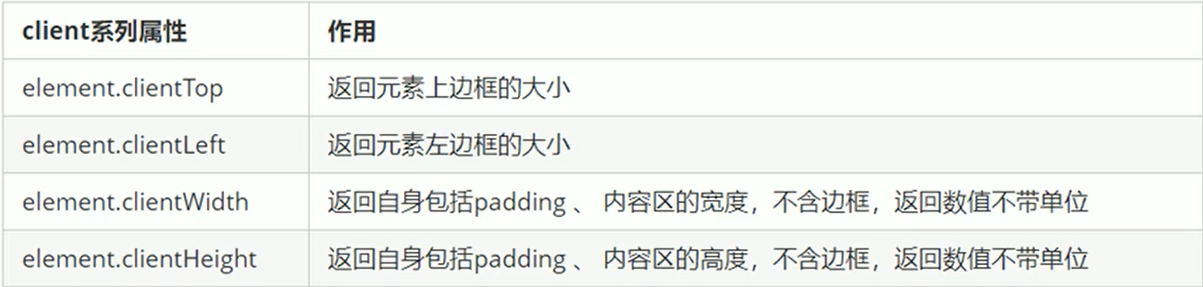 client系列属性 作用
element.clientTop 返回元素上边框的大小
element.clientLeft 返回元素左边框的大小
element.clientWidth 返回自身包括padding 、 内容区的宽度，不含边框，返回数值不带单位
element.clientHeight 返回自身包括padding 、 内容区的高度，不含边框，返回数值不带单位